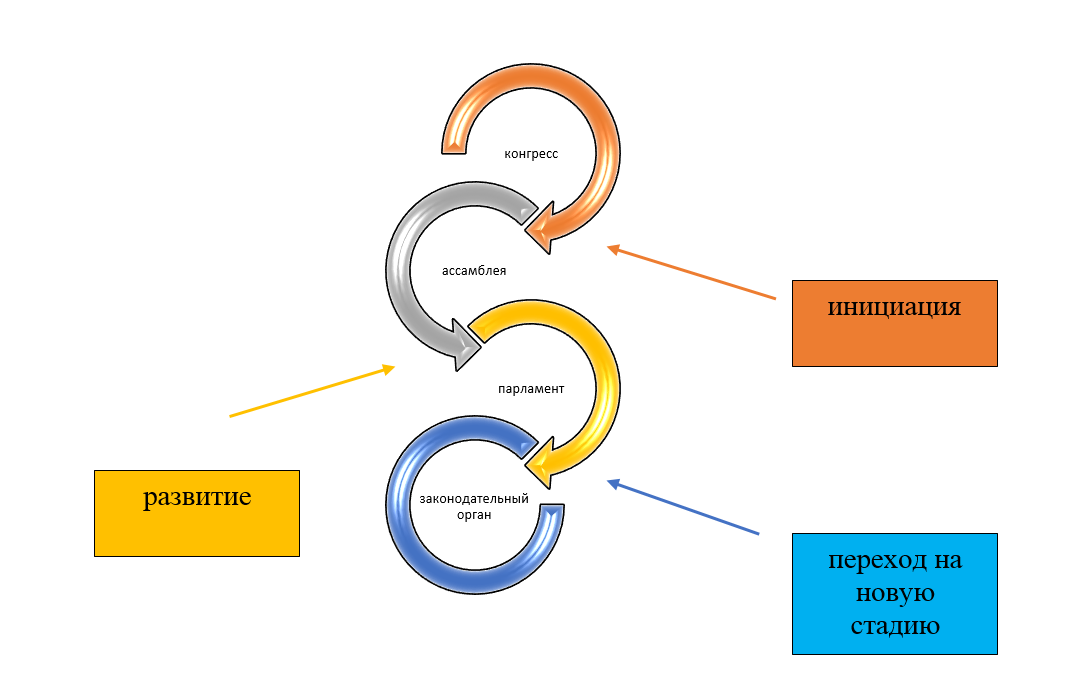 конгресс
ассамблея
инициация
парламент
развитие
законодательный
орган
переход на
новую
стадию